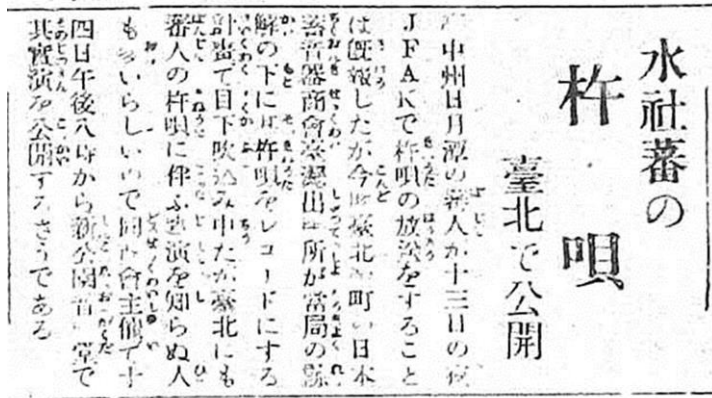 水社蕃の
杵唄
臺北で公開
中州日月潭の蕃人が十三日の夜
JFAKで杵唄の放送をすること
は既報したが今度臺北 町の日本
蓄音器商會臺灣出張所が當局の諒
解の下に 杵唄をレコードにする
計畫で目下吹込み中だが臺北にも
蕃人の杵唄に伴ふ實演を知らぬ人
も多いらしいので同商會主催で十
四日午後八時から新公園音樂堂で
其實演を公開するさうである